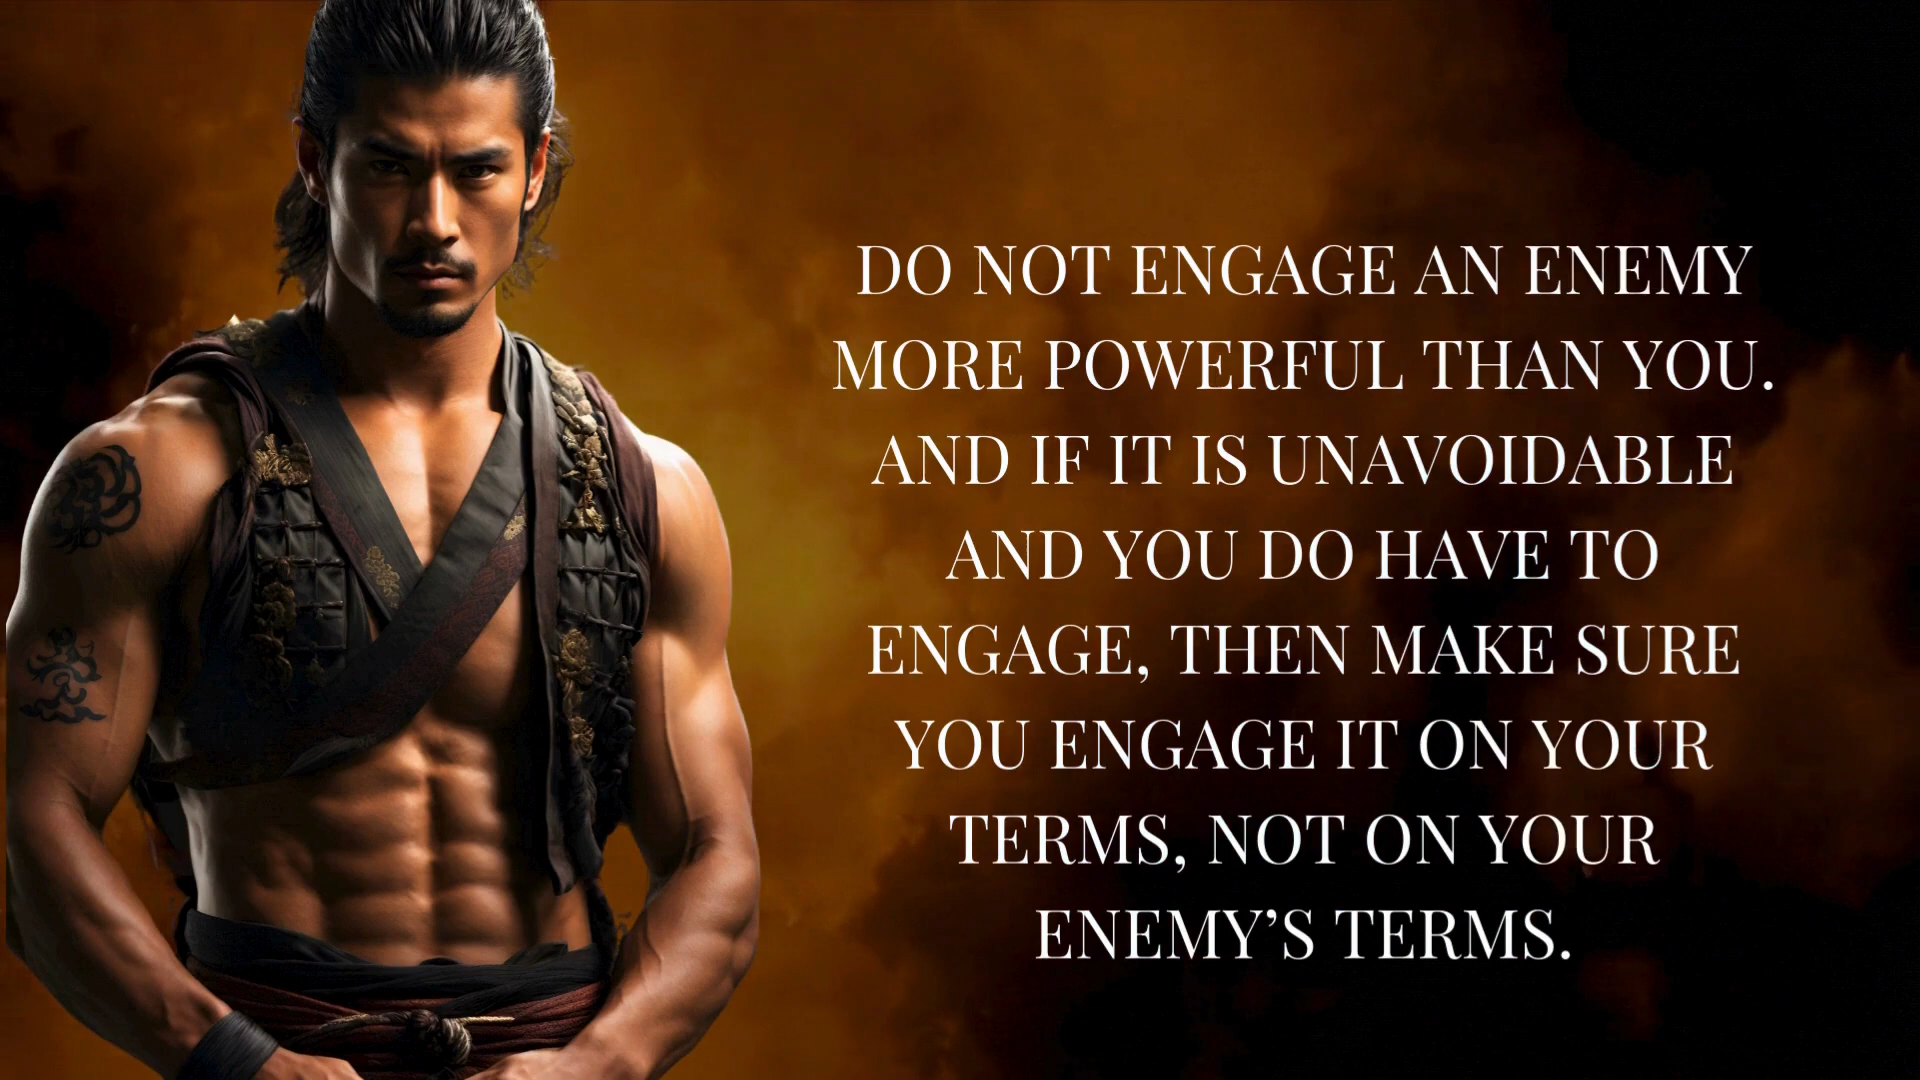 DO NOT ENGAGE AN ENEMY
MORE POWERFUL THAN YOU.
AND IF IT IS UNAVOIDABLE
AND YOU DO HAVE TO
ENGAGE, THEN MAKE SURE
YOU ENGAGE IT ON YOUR
TERMS, NOT ON YOUR
ENEMY’S TERMS.